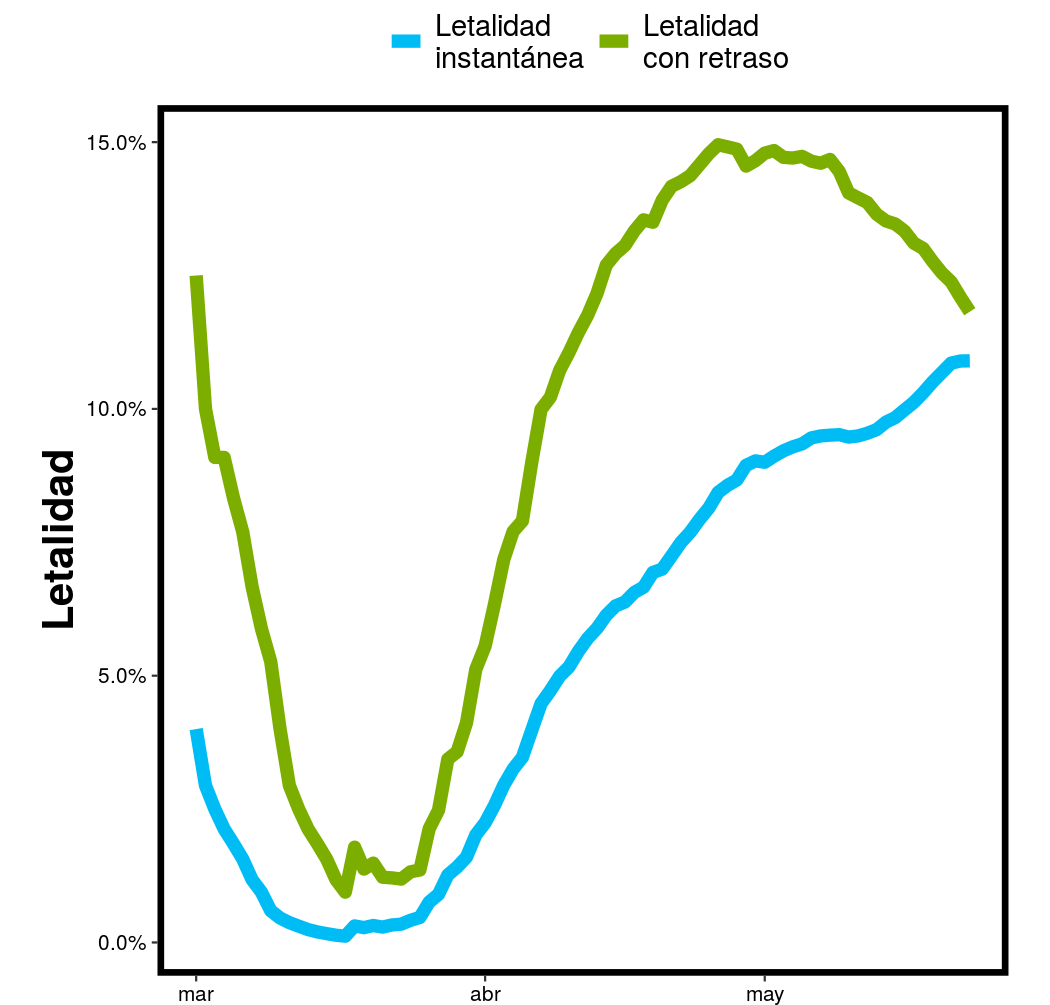 Letalidad
instantánea
Letalidad
con retraso
Letalidad
15.0%
10.0%
5.0%
0.0%
mar
abr
may